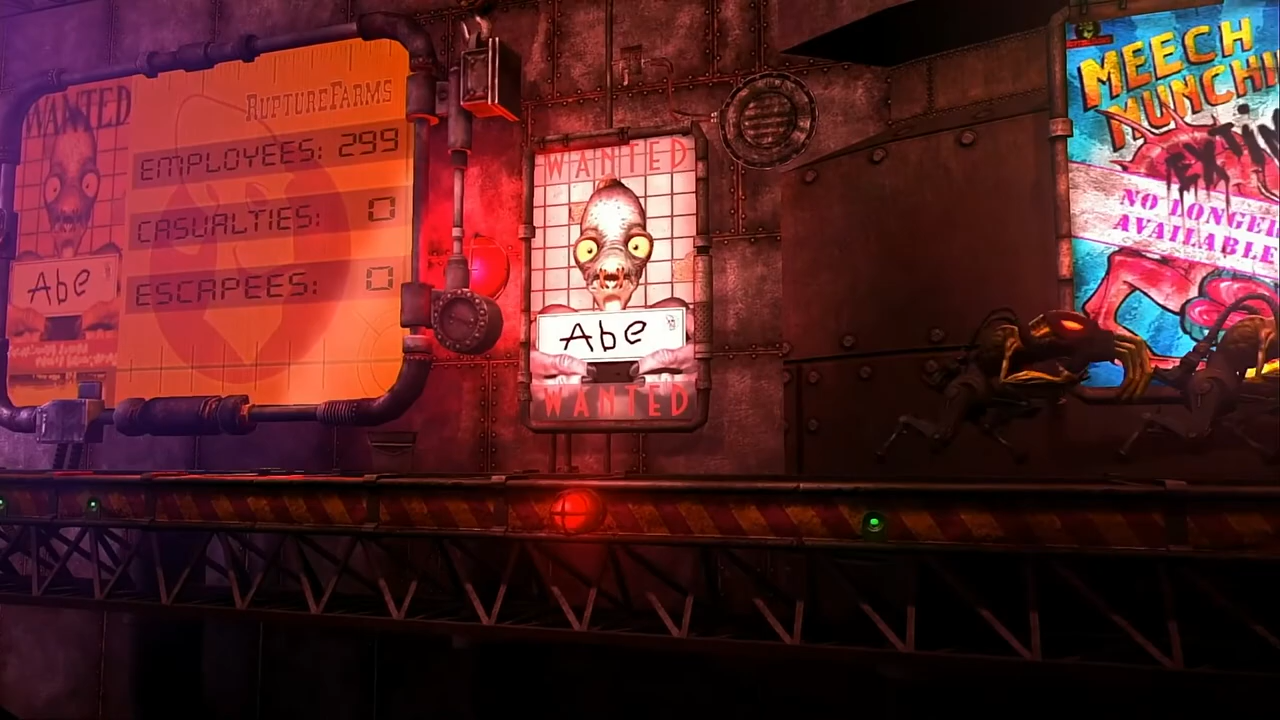 WANTED
Abe
RUPTUREFARMS
EMPLOYEES: 299
CASUALTIES: 0
ESCAPEES: 0
WANTED
Abe
WANTED
MEECH
NO LONGER
AVAILABLE